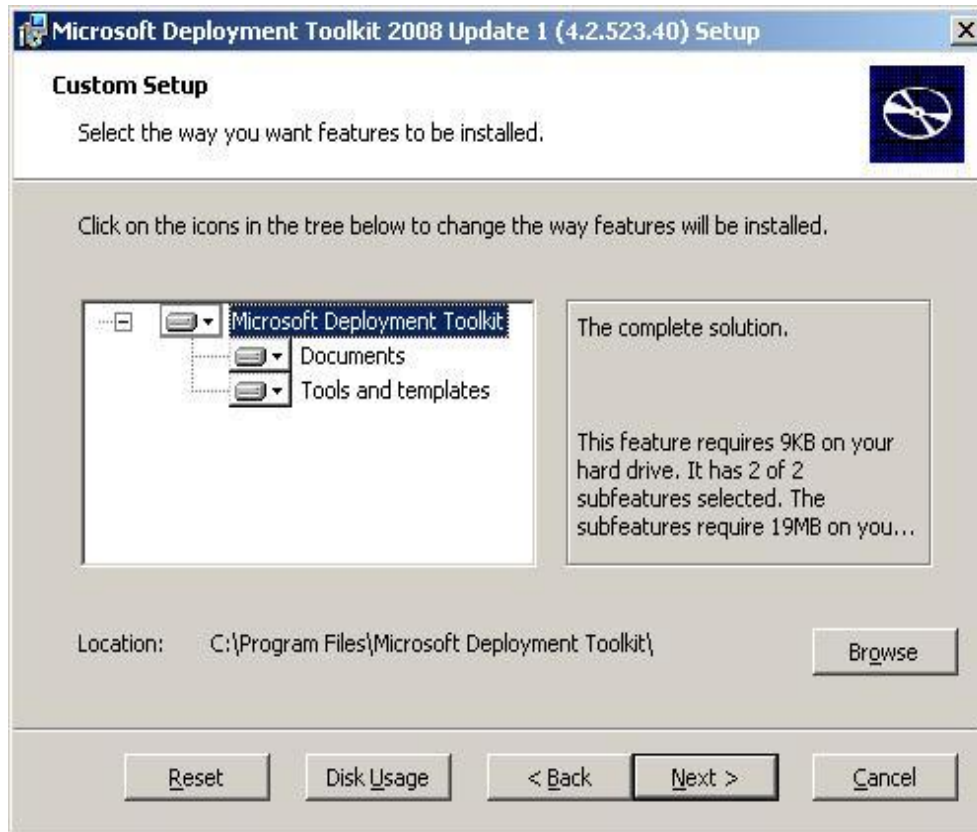 Microsoft Deployment Toolkit 2008 Update 1 (4.2.523.40) Setup
Custom Setup
Select the way you want features to be installed.
Click on the icons in the tree below to change the way features will be installed.
Microsoft Deployment Toolkit
Documents
Tools and templates
The complete solution.
This feature requires 9KB on your
hard drive. It has 2 of 2
subfeatures selected. The
subfeatures require 19MB on you...
Location: C:\Program Files\Microsoft Deployment Toolkit\
Browse
Reset Disk Usage < Back Next > Cancel